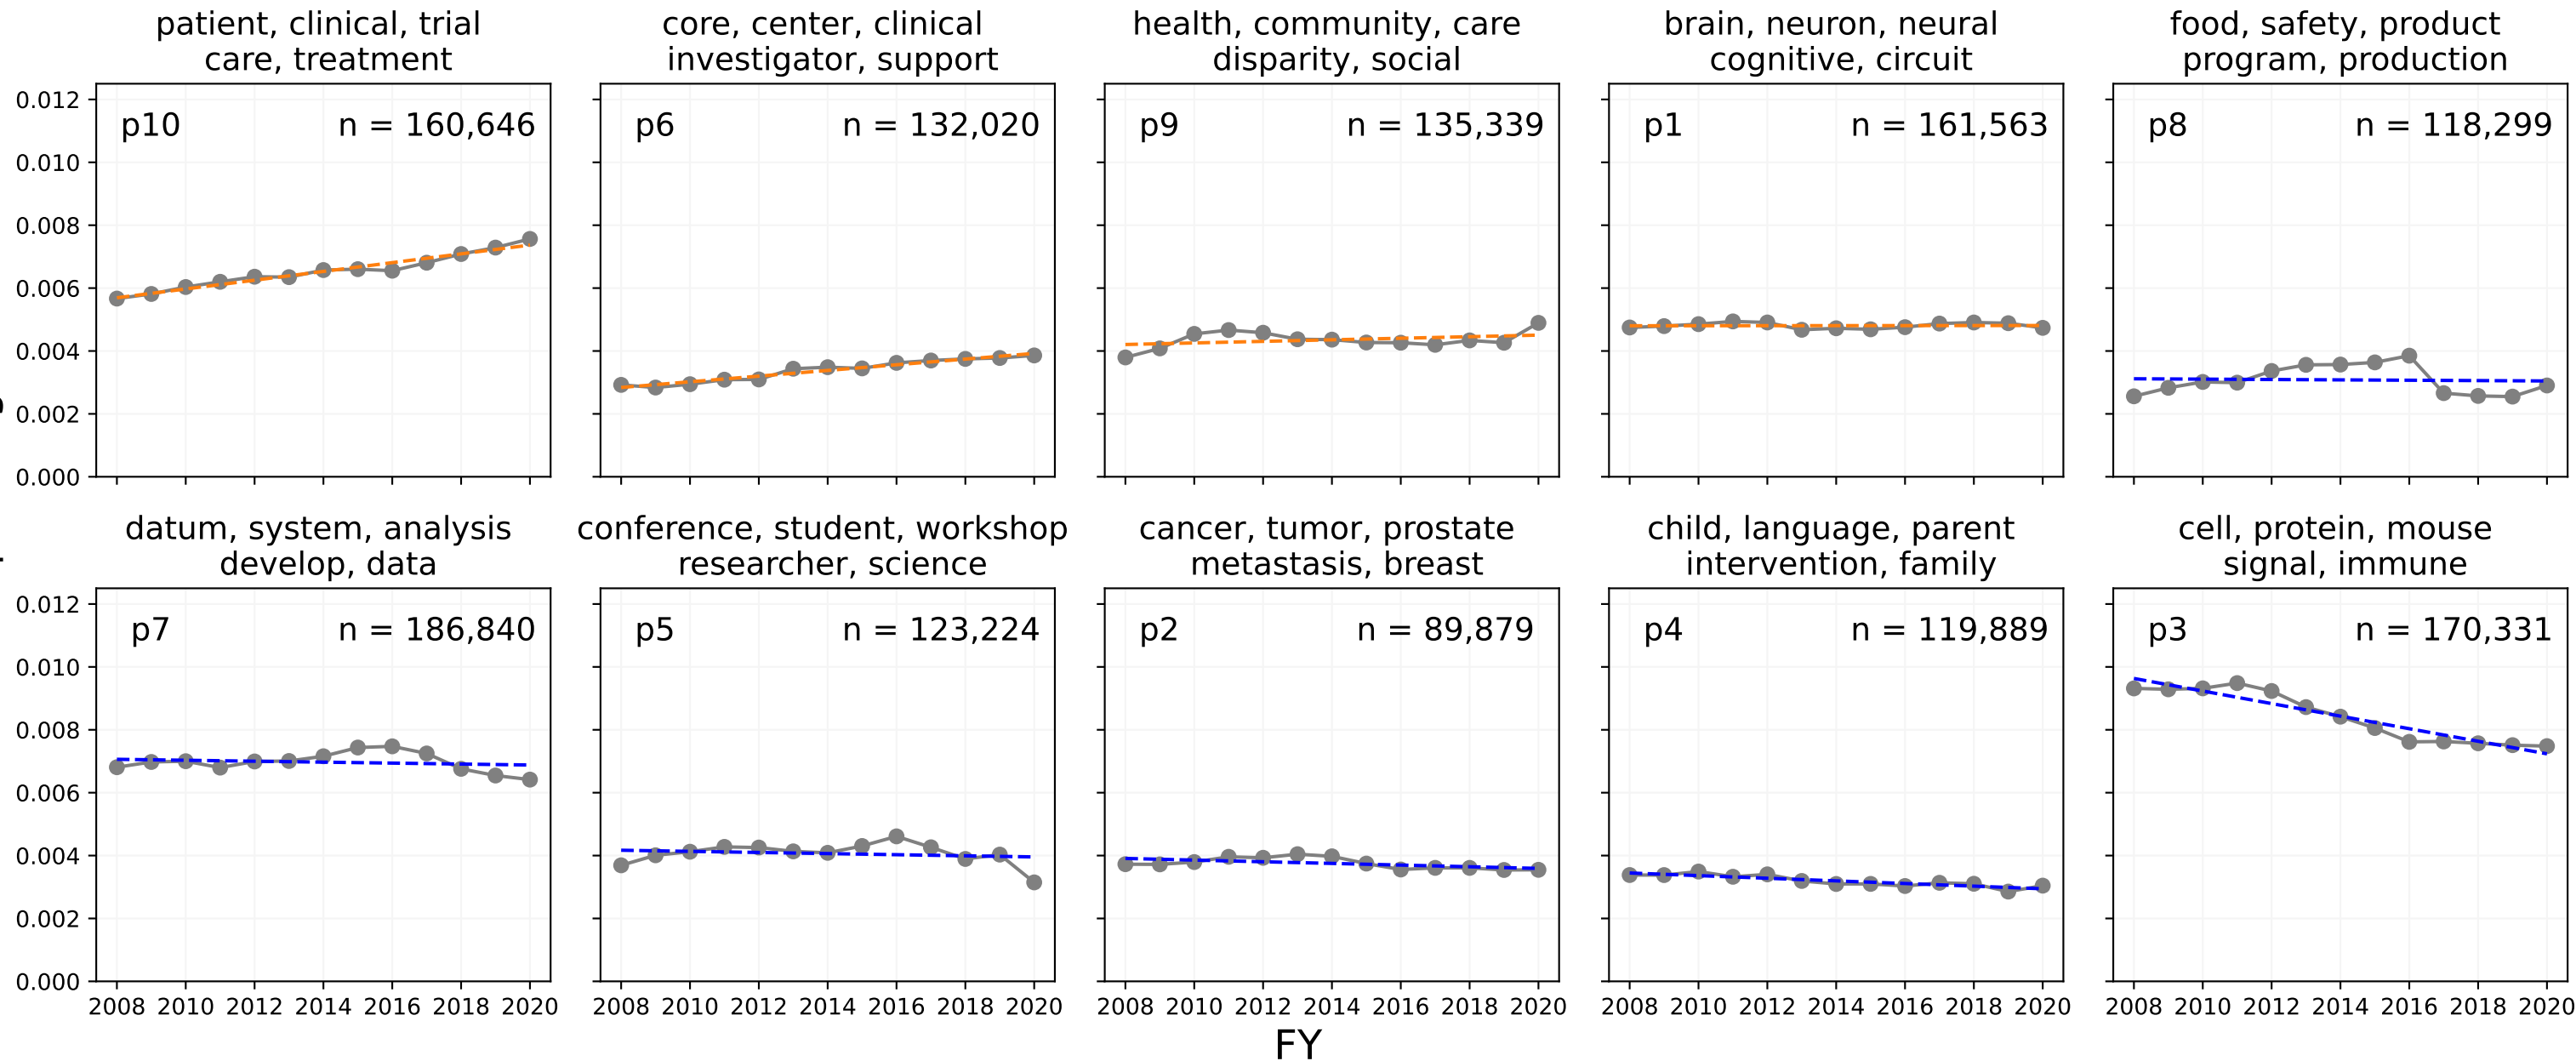 patient, clinical, trial
care, treatment
core, center, clinical
investigator, support
health, community, care
disparity, social
brain, neuron, neural
cognitive, circuit
food, safety, product
program, production
0.012
0.010
0.008
0.006
0.004
0.002
0.000
p10 n = 160,646
p6 n = 132,020
p9 n = 135,339
p1 n = 161,563
p8 n = 118,299
datum, system, analysis
develop, data
conference, student, workshop
researcher, science
cancer, tumor, prostate
metastasis, breast
child, language, parent
intervention, family
cell, protein, mouse
signal, immune
0.012
0.010
0.008
0.006
0.004
0.002
0.000
p7 n = 186,840
p5 n = 123,224
p2 n = 89,879
p4 n = 119,889
p3 n = 170,331
2008 2010 2012 2014 2016 2018 2020
2008 2010 2012 2014 2016 2018 2020
2008 2010 2012 2014 2016 2018 2020
2008 2010 2012 2014 2016 2018 2020
2008 2010 2012 2014 2016 2018 2020
FY